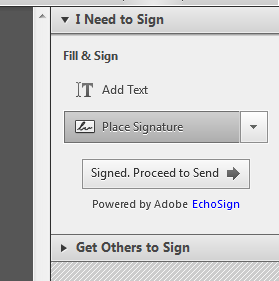 I Need to Sign
Fill & Sign
Add Text
Place Signature
Signed. Proceed to Send
Powered by Adobe EchoSign
Get Others to Sign